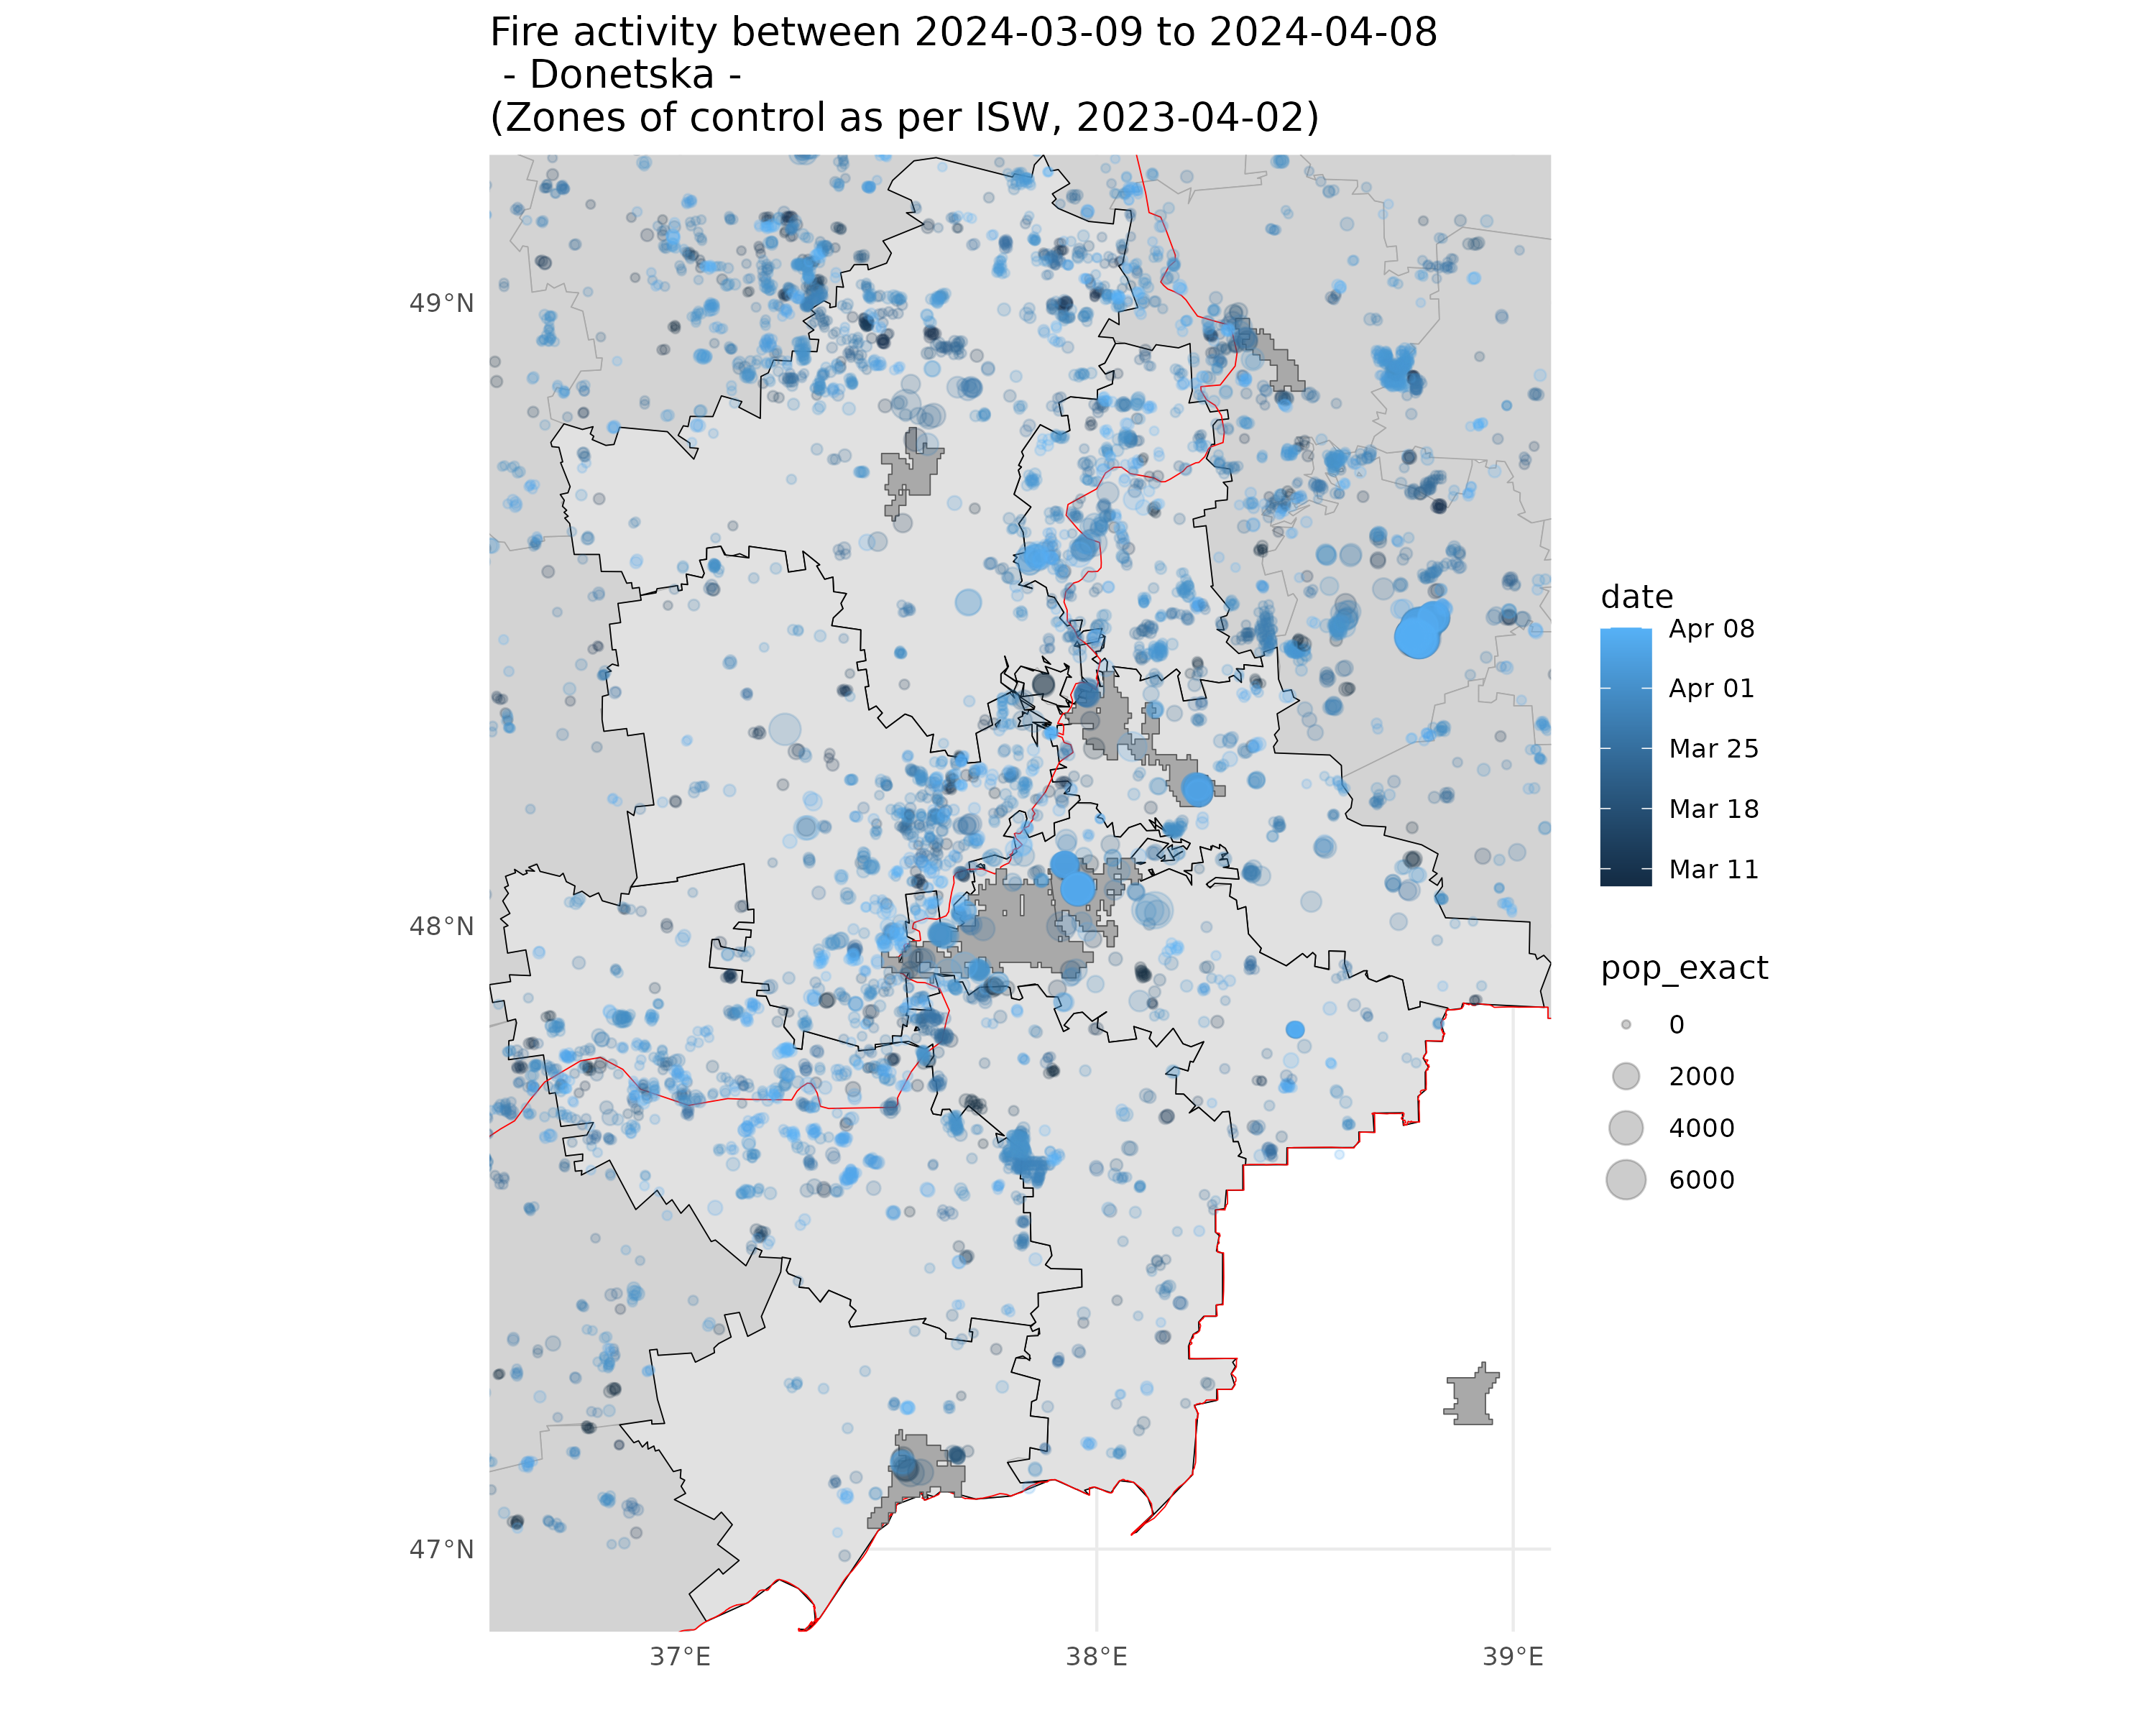 Fire activity between 2024-03-09 to 2024-04-08
- Donetska -
(Zones of control as per ISW, 2023-04-02)
49°N
48°N
47°N
37°E
38°E
39°E
date
Apr 08
Apr 01
Mar 25
Mar 18
Mar 11
pop_exact
0
2000
4000
6000